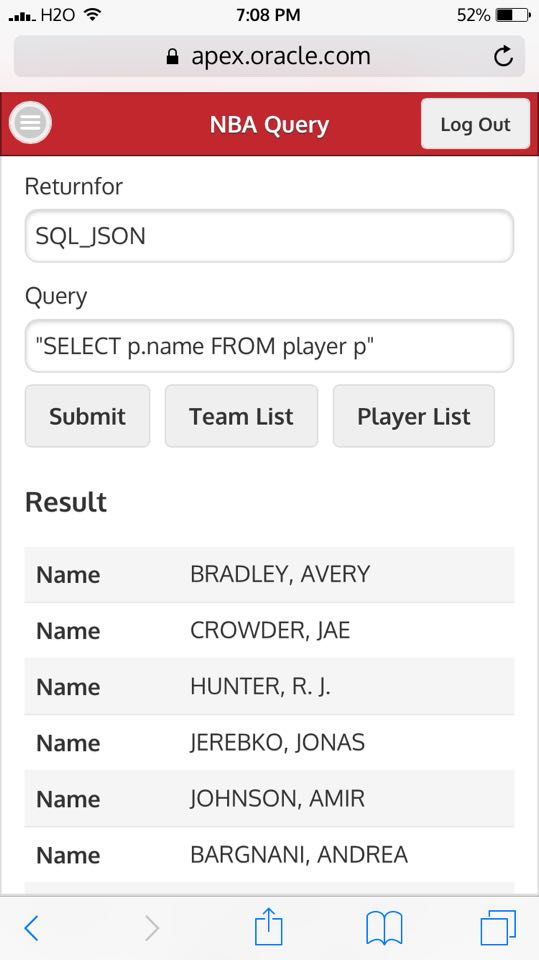 H2O 7:08 PM 52%
apex.oracle.com
NBA Query Log Out
Returnfor
SQL_JSON
Query
"SELECT p.name FROM player p"
Submit Team List Player List
Result
Name BRADLEY, AVERY
Name CROWDER, JAE
Name HUNTER, R. J.
Name JEREBKO, JONAS
Name JOHNSON, AMIR
Name BARGNANI, ANDREA